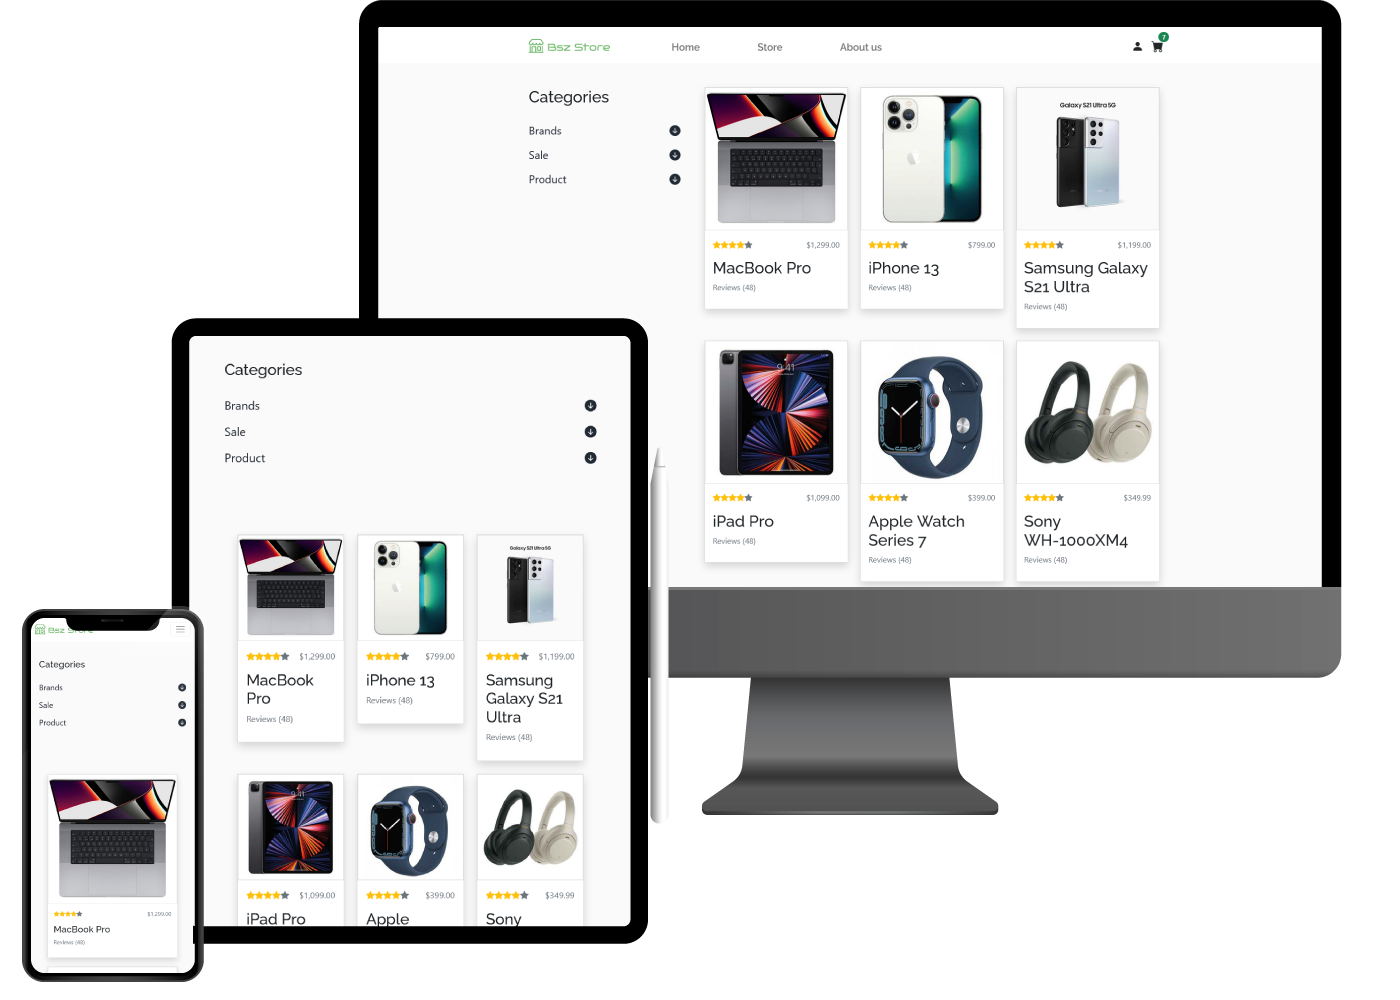 Bsz Store
Home
Store
About us
7
Categories
Brands
Sale
Product
$1,299.00
MacBook Pro
Reviews (48)
$799.00
iPhone 13
Reviews (48)
Galaxy S21 Ultra 5G
$1,199.00
Samsung Galaxy
S21 Ultra
Reviews (48)
9:41
$1,099.00
iPad Pro
Reviews (48)
$399.00
Apple Watch
Series 7
Reviews (48)
$349.99
Sony
WH-1000XM4
Reviews (48)
Categories
Brands
Sale
Product
$1,299.00
MacBook
Pro
Reviews (48)
$799.00
iPhone 13
Reviews (48)
Galaxy S21 Ultra 5G
$1,199.00
Samsung
Galaxy S21
Ultra
Reviews (48)
9:41
$1,099.00
iPad Pro
$399.00
Apple
$349.99
Sony
Bsz Store
Categories
Brands
Sale
Product
$1,299.00
MacBook Pro
Reviews (48)